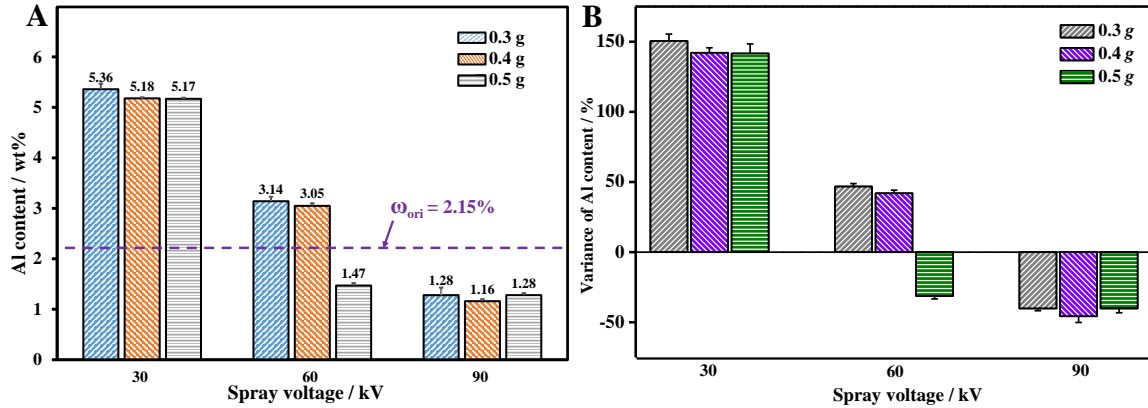 A
0.3 g
0.4 g
0.5 g
6
5
4
3
2
1
0
5.36
5.18
5.17
3.14
3.05
1.47
1.28
1.16
1.28
ωori = 2.15%
30
60
90
Al content / wt%
Spray voltage / kV
B
0.3 g
0.4 g
0.5 g
150
100
50
0
-50
30
60
90
Variance of Al content / %
Spray voltage / kV